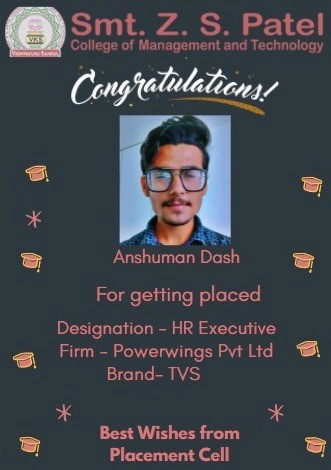 Smt. Z. S. Patel
College of Management and Technology
VKS
VIDHYAKUNJ SANKUL
Congratulations!
Anshuman Dash
For getting placed
Designation - HR Executive
Firm - Powerwings Pvt Ltd
Brand- TVS
Best Wishes from
Placement Cell